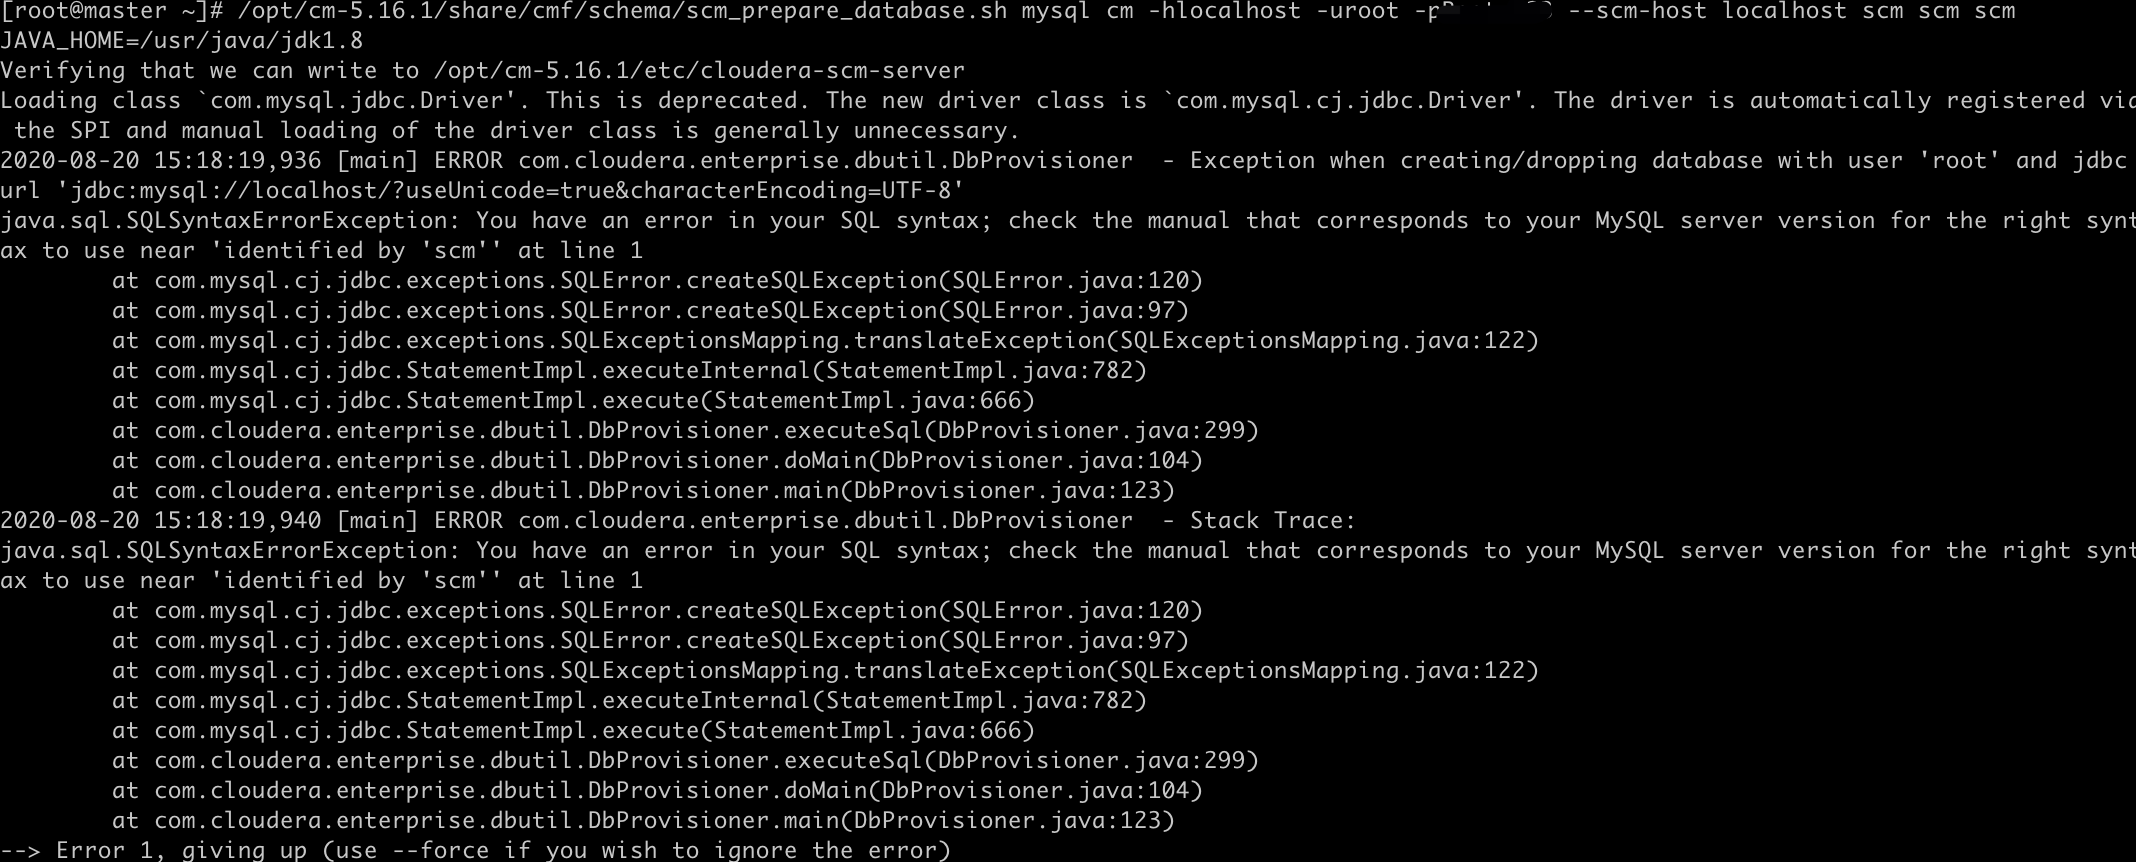 [root@master ~]# /opt/cm-5.16.1/share/cmf/schema/scm_prepare_database.sh mysql cm -hlocalhost -uroot --scm-host localhost scm scm scm
JAVA_HOME=/usr/java/jdk1.8
Verifying that we can write to /opt/cm-5.16.1/etc/cloudera-scm-server
Loading class `com.mysql.jdbc.Driver'. This is deprecated. The new driver class is `com.mysql.cj.jdbc.Driver'. The driver is automatically registered via
 the SPI and manual loading of the driver class is generally unnecessary.
2020-08-20 15:18:19,936 [main] ERROR com.cloudera.enterprise.dbutil.DbProvisioner  - Exception when creating/dropping database with user 'root' and jdbc
url 'jdbc:mysql://localhost/?useUnicode=true&characterEncoding=UTF-8'
java.sql.SQLSyntaxErrorException: You have an error in your SQL syntax; check the manual that corresponds to your MySQL server version for the right synt
ax to use near 'identified by 'scm'' at line 1
        at com.mysql.cj.jdbc.exceptions.SQLError.createSQLException(SQLError.java:120)
        at com.mysql.cj.jdbc.exceptions.SQLError.createSQLException(SQLError.java:97)
        at com.mysql.cj.jdbc.exceptions.SQLExceptionsMapping.translateException(SQLExceptionsMapping.java:122)
        at com.mysql.cj.jdbc.StatementImpl.executeInternal(StatementImpl.java:782)
        at com.mysql.cj.jdbc.StatementImpl.execute(StatementImpl.java:666)
        at com.cloudera.enterprise.dbutil.DbProvisioner.executeSql(DbProvisioner.java:299)
        at com.cloudera.enterprise.dbutil.DbProvisioner.doMain(DbProvisioner.java:104)
        at com.cloudera.enterprise.dbutil.DbProvisioner.main(DbProvisioner.java:123)
2020-08-20 15:18:19,940 [main] ERROR com.cloudera.enterprise.dbutil.DbProvisioner  - Stack Trace:
java.sql.SQLSyntaxErrorException: You have an error in your SQL syntax; check the manual that corresponds to your MySQL server version for the right synt
ax to use near 'identified by 'scm'' at line 1
        at com.mysql.cj.jdbc.exceptions.SQLError.createSQLException(SQLError.java:120)
        at com.mysql.cj.jdbc.exceptions.SQLError.createSQLException(SQLError.java:97)
        at com.mysql.cj.jdbc.exceptions.SQLExceptionsMapping.translateException(SQLExceptionsMapping.java:122)
        at com.mysql.cj.jdbc.StatementImpl.executeInternal(StatementImpl.java:782)
        at com.mysql.cj.jdbc.StatementImpl.execute(StatementImpl.java:666)
        at com.cloudera.enterprise.dbutil.DbProvisioner.executeSql(DbProvisioner.java:299)
        at com.cloudera.enterprise.dbutil.DbProvisioner.doMain(DbProvisioner.java:104)
        at com.cloudera.enterprise.dbutil.DbProvisioner.main(DbProvisioner.java:123)
--> Error 1, giving up (use --force if you wish to ignore the error)